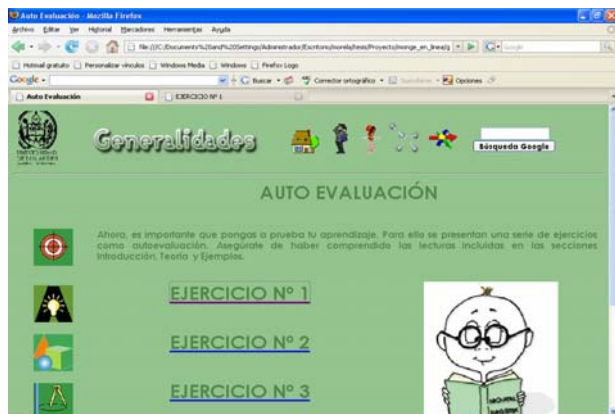 Auto Evaluación - Mozilla Firefox
Archivo Editar Ver Historial Marcadores Herramientas Ayuda
Hotmail gratuito Personalizar vínculos Windows Media Windows Firefox Logo
Google Buscar Corrector ortográfico Opciones
Auto Evaluación EJERCICIO Nº 1
Generalidades
Búsqueda Google
AUTO EVALUACIÓN
Ahora, es importante que pongas a prueba tu aprendizaje. Para ello se presentan una serie de ejercicios
como autoevaluación. Asegúrate de haber comprendido las lecturas incluidas en las secciones
Introducción, Teoría y Ejemplos.
EJERCICIO Nº 1
EJERCICIO Nº 2
EJERCICIO Nº 3